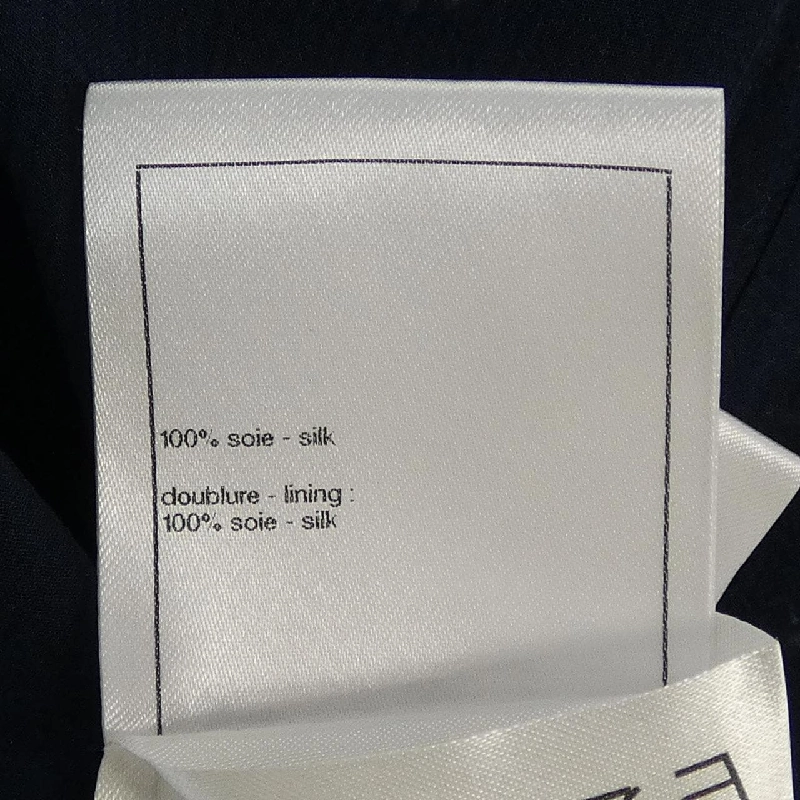 100% soie - silk
doublure - lining :
100% soie - silk